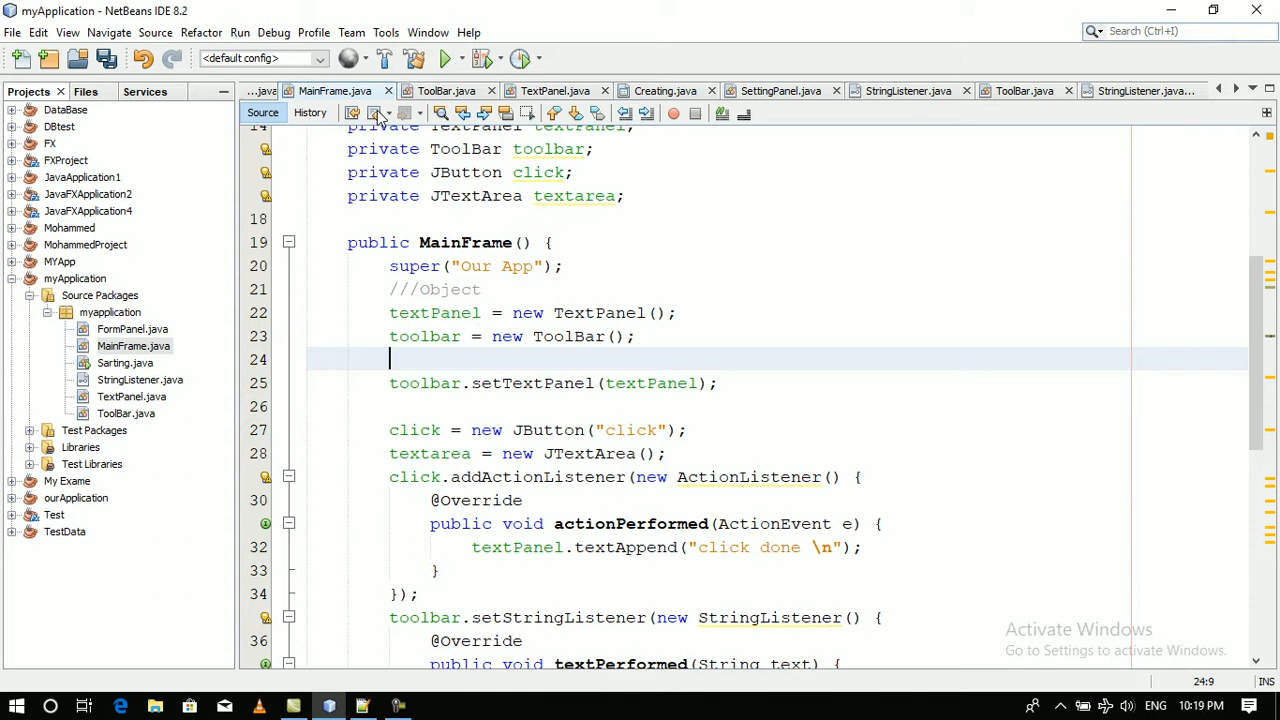 myApplication - NetBeans IDE 8.2
File Edit View Navigate Source Refactor Run Debug Profile Team Tools Window Help
Search (Ctrl+I)
<default config>
Projects Files Services
...java MainFrame.java ToolBar.java TextPanel.java Creating.java SettingPanel.java StringListener.java ToolBar.java StringListener.java...
Source History
DataBase
DBtest
FX
FXProject
JavaApplication1
JavaFXApplication2
JavaFXApplication4
Mohammed
MohammedProject
MYApp
myApplication
Source Packages
myapplication
FormPanel.java
MainFrame.java
Sarting.java
StringListener.java
TextPanel.java
ToolBar.java
Test Packages
Libraries
Test Libraries
My Exame
ourApplication
Test
TestData
14 private TextPanel textPanel;
private ToolBar toolbar;
private JButton click;
private JTextArea textarea;
18
19 public MainFrame() {
20 super("Our App");
21 ///Object
22 textPanel = new TextPanel();
23 toolbar = new ToolBar();
24
25 toolbar.setTextPanel(textPanel);
26
27 click = new JButton("click");
28 textarea = new JTextArea();
click.addActionListener(new ActionListener() {
30 @Override
public void actionPerformed(ActionEvent e) {
32 textPanel.textAppend("click done \n");
33 }
34 });
toolbar.setStringListener(new StringListener() {
36 @Override
public void textPerformed(String text) {
Activate Windows
Go to Settings to activate Windows.
24:9 INS
ENG 10:19 PM